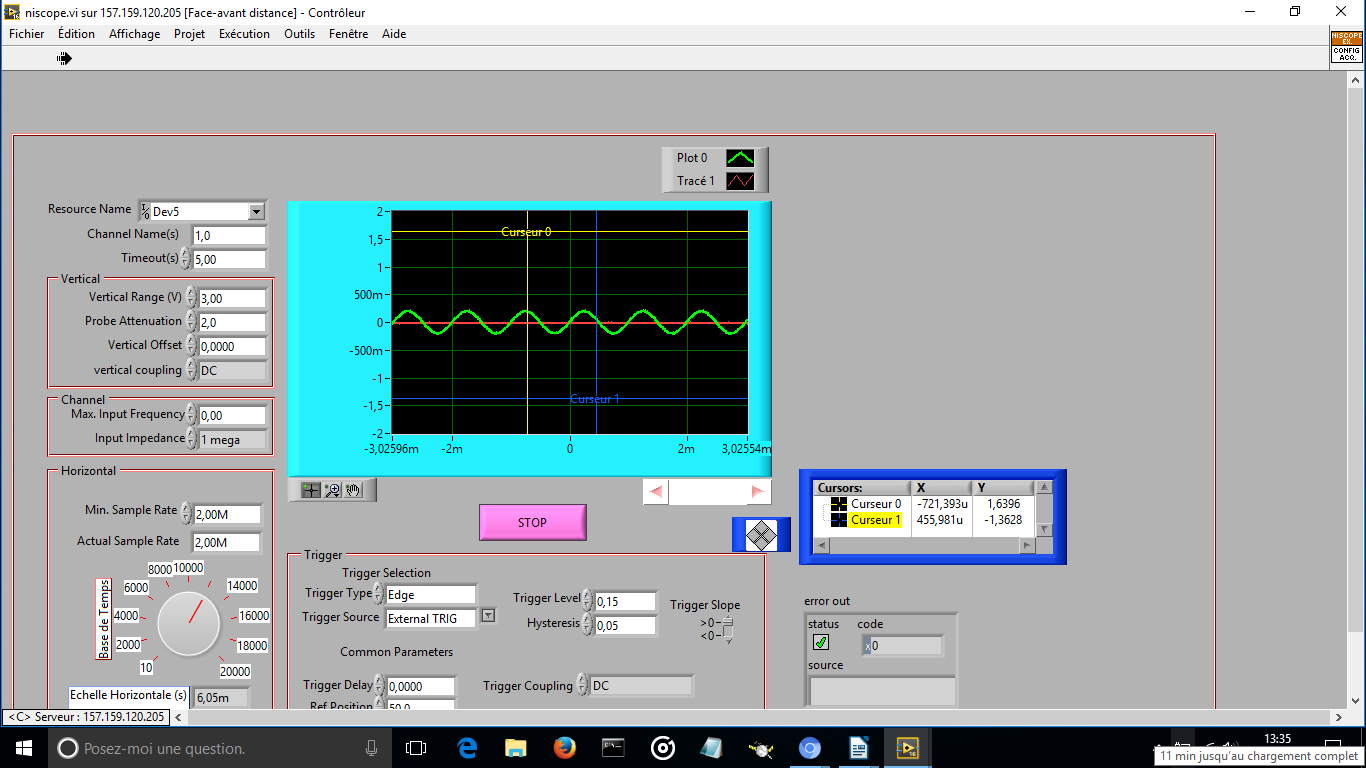 niscope.vi sur 157.159.120.205 [Face-avant distance] - Contrôleur
Fichier Édition Affichage Projet Exécution Outils Fenêtre Aide
NISCOPE
EX.
CONFIG
ACQ.
Plot 0
Tracé 1
Resource Name Dev5
Channel Name(s) 1,0
Timeout(s) 5,00
Vertical
Vertical Range (V) 3,00
Probe Attenuation 2,0
Vertical Offset 0,0000
vertical coupling DC
Channel
Max. Input Frequency 0,00
Input Impedance 1 mega
Horizontal
Min. Sample Rate 2,00M
Actual Sample Rate 2,00M
Base de Temps
10
2000
4000
6000
8000
10000
14000
16000
18000
20000
Echelle Horizontale (s) 6,05m
2
1,5
1
500m
0
-500m
-1
-1,5
-2
Curseur 0
Curseur 1
-3,02596m -2m 0 2m 3,02554m
STOP
Cursors: X Y
Curseur 0 -721,393u 1,6396
Curseur 1 455,981u -1,3628
Trigger
Trigger Selection
Trigger Type Edge
Trigger Source External TRIG
Trigger Level 0,15
Hysteresis 0,05
Trigger Slope
>0
<0
Common Parameters
Trigger Delay 0,0000
Trigger Coupling DC
Ref Position 50,0
error out
status code
0
source
<C> Serveur : 157.159.120.205
Posez-moi une question.
13:35
11 min jusqu'au chargement complet